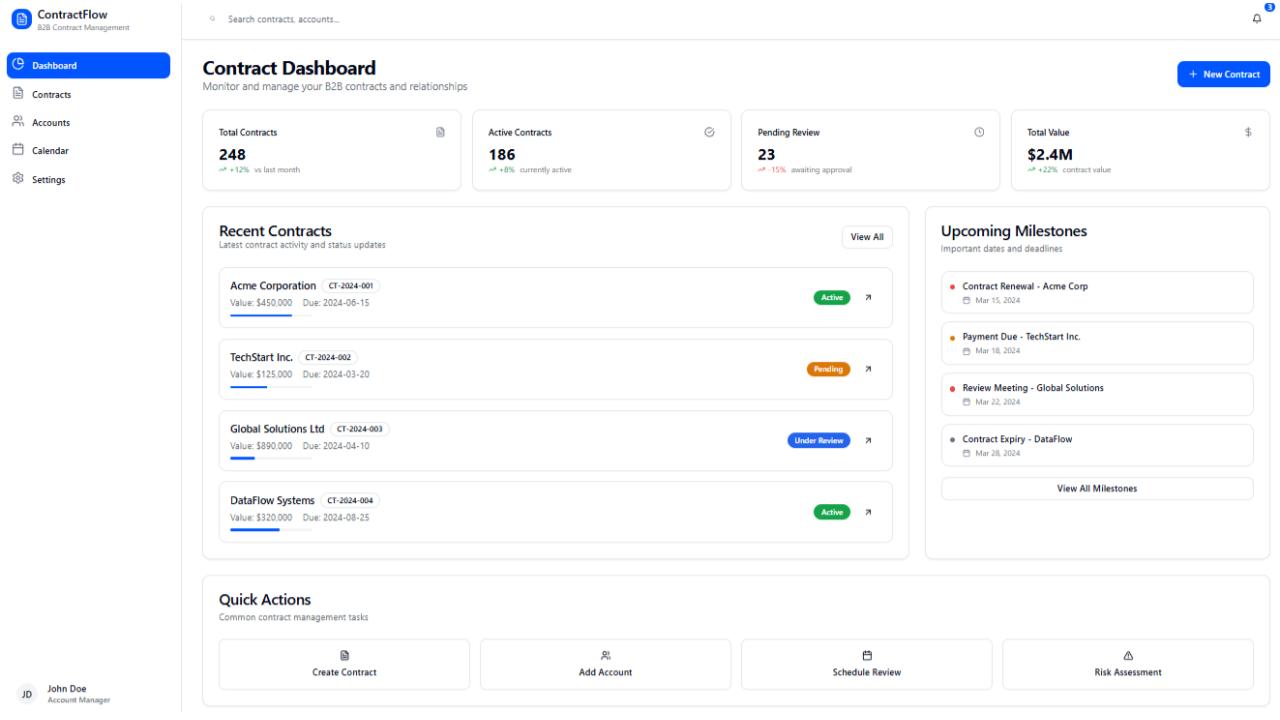 ContractFlow
B2B Contract Management
Dashboard
Contracts
Accounts
Calendar
Settings
JD
John Doe
Account Manager
Search contracts, accounts...
3
Contract Dashboard
Monitor and manage your B2B contracts and relationships
+ New Contract
Total Contracts
248
+12% vs last month
Active Contracts
186
+8% currently active
Pending Review
23
-15% awaiting approval
Total Value
$
$2.4M
+22% contract value
Recent Contracts
Latest contract activity and status updates
View All
Acme Corporation CT-2024-001
Value: $450,000 Due: 2024-06-15
Active
TechStart Inc. CT-2024-002
Value: $125,000 Due: 2024-03-20
Pending
Global Solutions Ltd CT-2024-003
Value: $890,000 Due: 2024-04-10
Under Review
DataFlow Systems CT-2024-004
Value: $320,000 Due: 2024-08-25
Active
Upcoming Milestones
Important dates and deadlines
Contract Renewal - Acme Corp
Mar 15, 2024
Payment Due - TechStart Inc.
Mar 18, 2024
Review Meeting - Global Solutions
Mar 22, 2024
Contract Expiry - DataFlow
Mar 28, 2024
View All Milestones
Quick Actions
Common contract management tasks
Create Contract
Add Account
Schedule Review
Risk Assessment